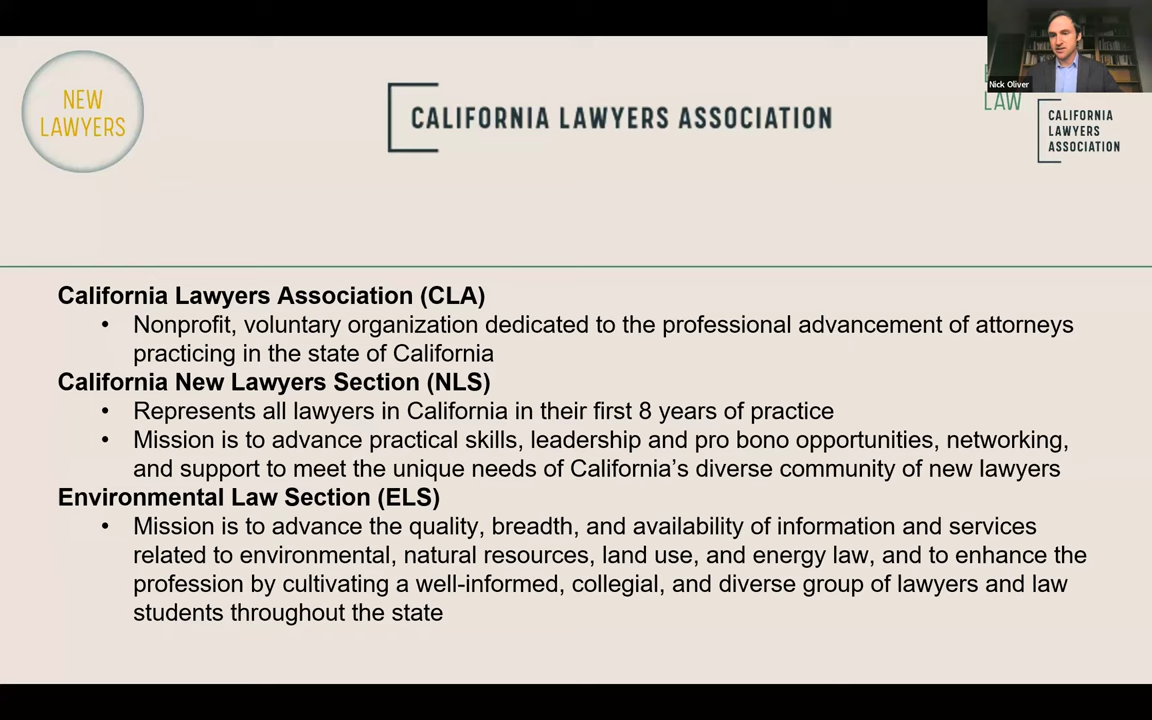 NEW
LAWYERS
CALIFORNIA LAWYERS ASSOCIATION
Nick Oliver
LAW
CALIFORNIA
LAWYERS
ASSOCIATION
California Lawyers Association (CLA)
• Nonprofit, voluntary organization dedicated to the professional advancement of attorneys
practicing in the state of California
California New Lawyers Section (NLS)
• Represents all lawyers in California in their first 8 years of practice
• Mission is to advance practical skills, leadership and pro bono opportunities, networking,
and support to meet the unique needs of California’s diverse community of new lawyers
Environmental Law Section (ELS)
• Mission is to advance the quality, breadth, and availability of information and services
related to environmental, natural resources, land use, and energy law, and to enhance the
profession by cultivating a well-informed, collegial, and diverse group of lawyers and law
students throughout the state